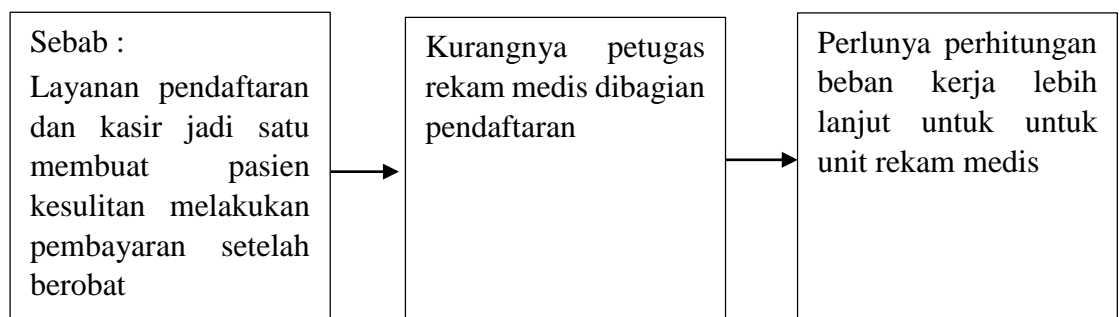 Sebab :
Layanan pendaftaran
dan kasir jadi satu
membuat pasien
kesulitan melakukan
pembayaran setelah
berobat
Kurangnya petugas
rekam medis dibagian
pendaftaran
Perlunya perhitungan
beban kerja lebih
lanjut untuk untuk
unit rekam medis